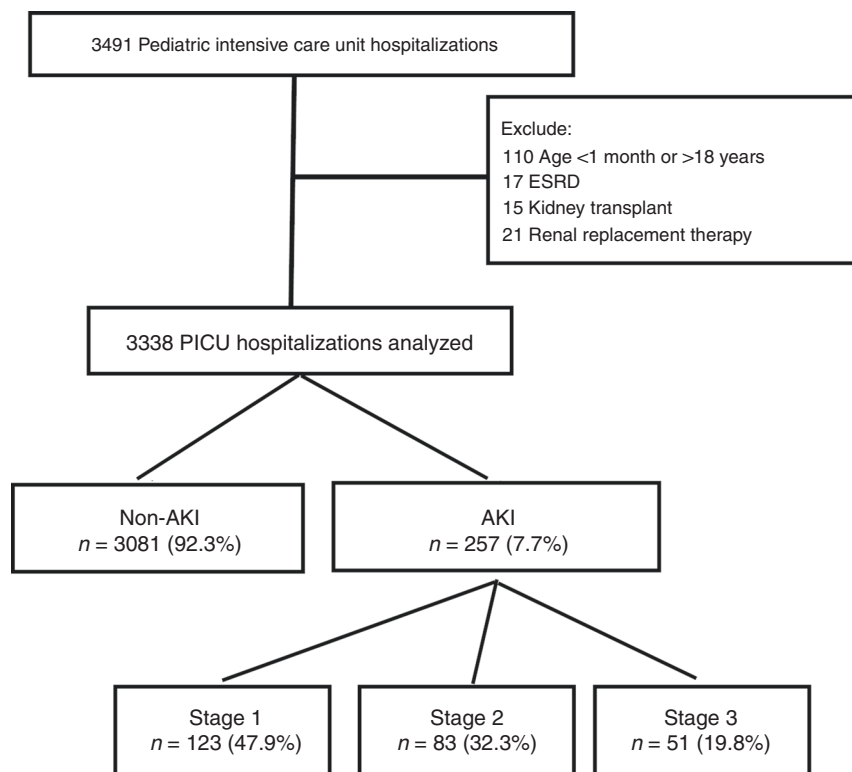 3491 Pediatric intensive care unit hospitalizations
Exclude:
110 Age <1 month or >18 years
17 ESRD
15 Kidney transplant
21 Renal replacement therapy
3338 PICU hospitalizations analyzed
Non-AKI
n = 3081 (92.3%)
AKI
n = 257 (7.7%)
Stage 1
n = 123 (47.9%)
Stage 2
n = 83 (32.3%)
Stage 3
n = 51 (19.8%)